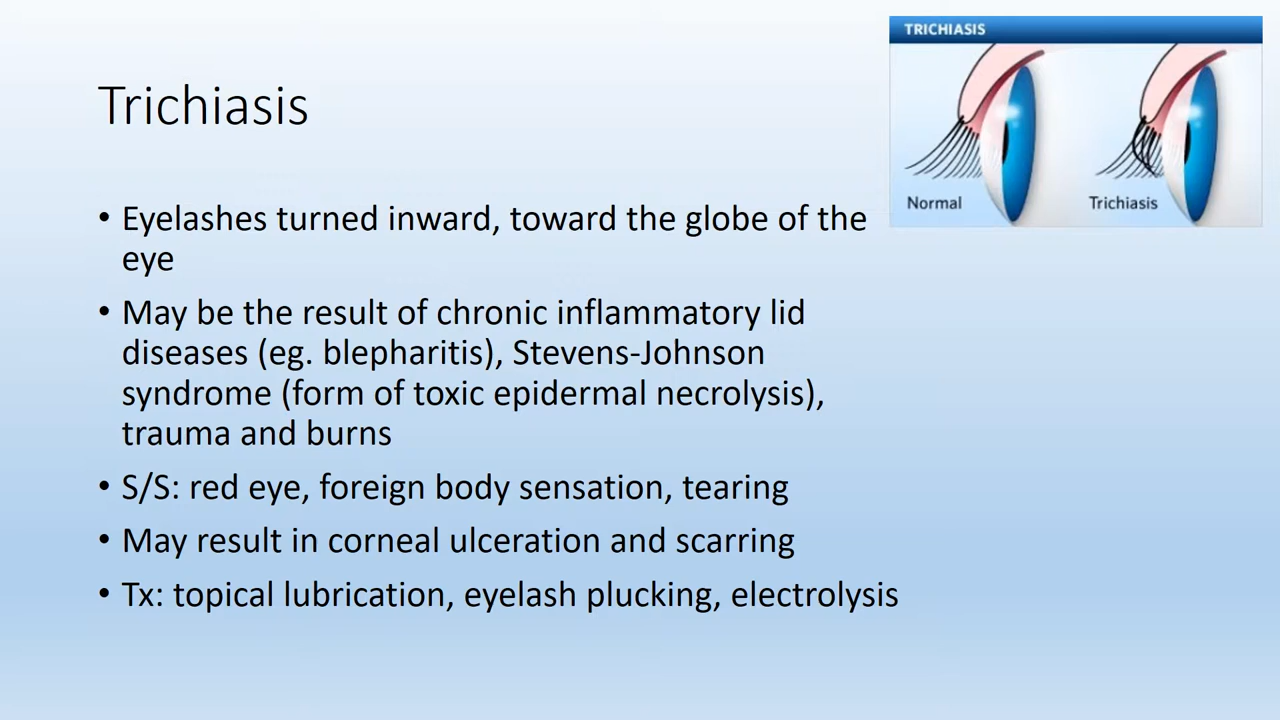 TRICHIASIS
Normal
Trichiasis
Trichiasis
• Eyelashes turned inward, toward the globe of the
eye
• May be the result of chronic inflammatory lid
diseases (eg. blepharitis), Stevens-Johnson
syndrome (form of toxic epidermal necrolysis),
trauma and burns
• S/S: red eye, foreign body sensation, tearing
• May result in corneal ulceration and scarring
• Tx: topical lubrication, eyelash plucking, electrolysis